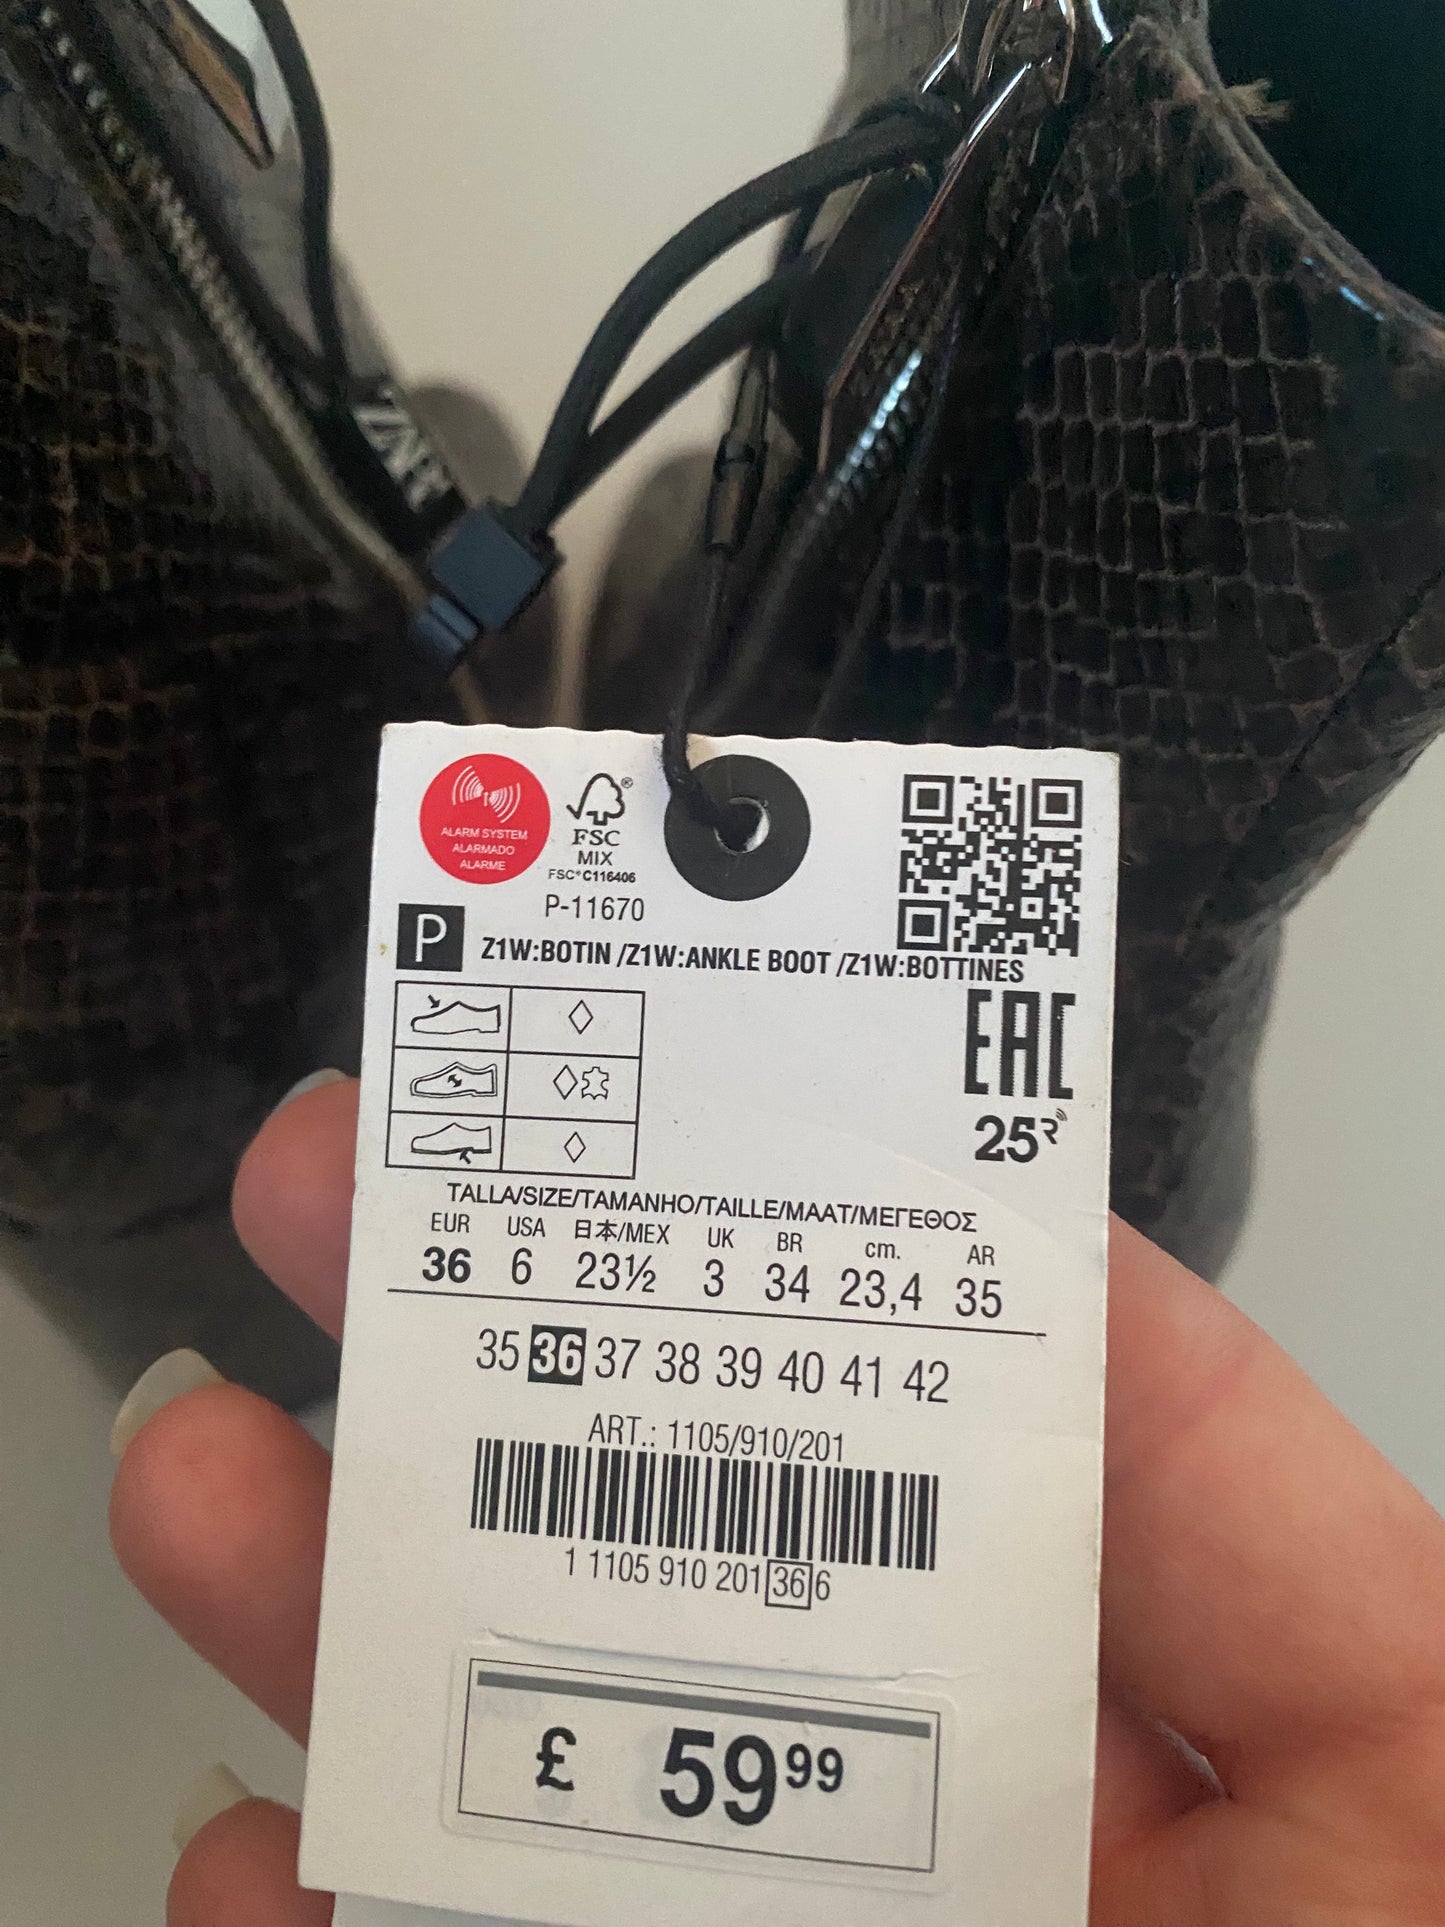 ZAR
ALARM SYSTEM
ALARMADO
ALARME
FSC
MIX
FSC® C116406
P-11670
P
Z1W:BOTIN /Z1W:ANKLE BOOT /Z1W:BOTTINES
EAC
25R
TALLA/SIZE/TAMANHO/TAILLE/MAAT/ΜΕΓΕΘΟΣ
EUR USA 日本/MEX UK BR cm. AR
36 6 23½ 3 34 23,4 35
35 36 37 38 39 40 41 42
ART.: 1105/910/201
1 1105 910 201 36 6
£ 59 99